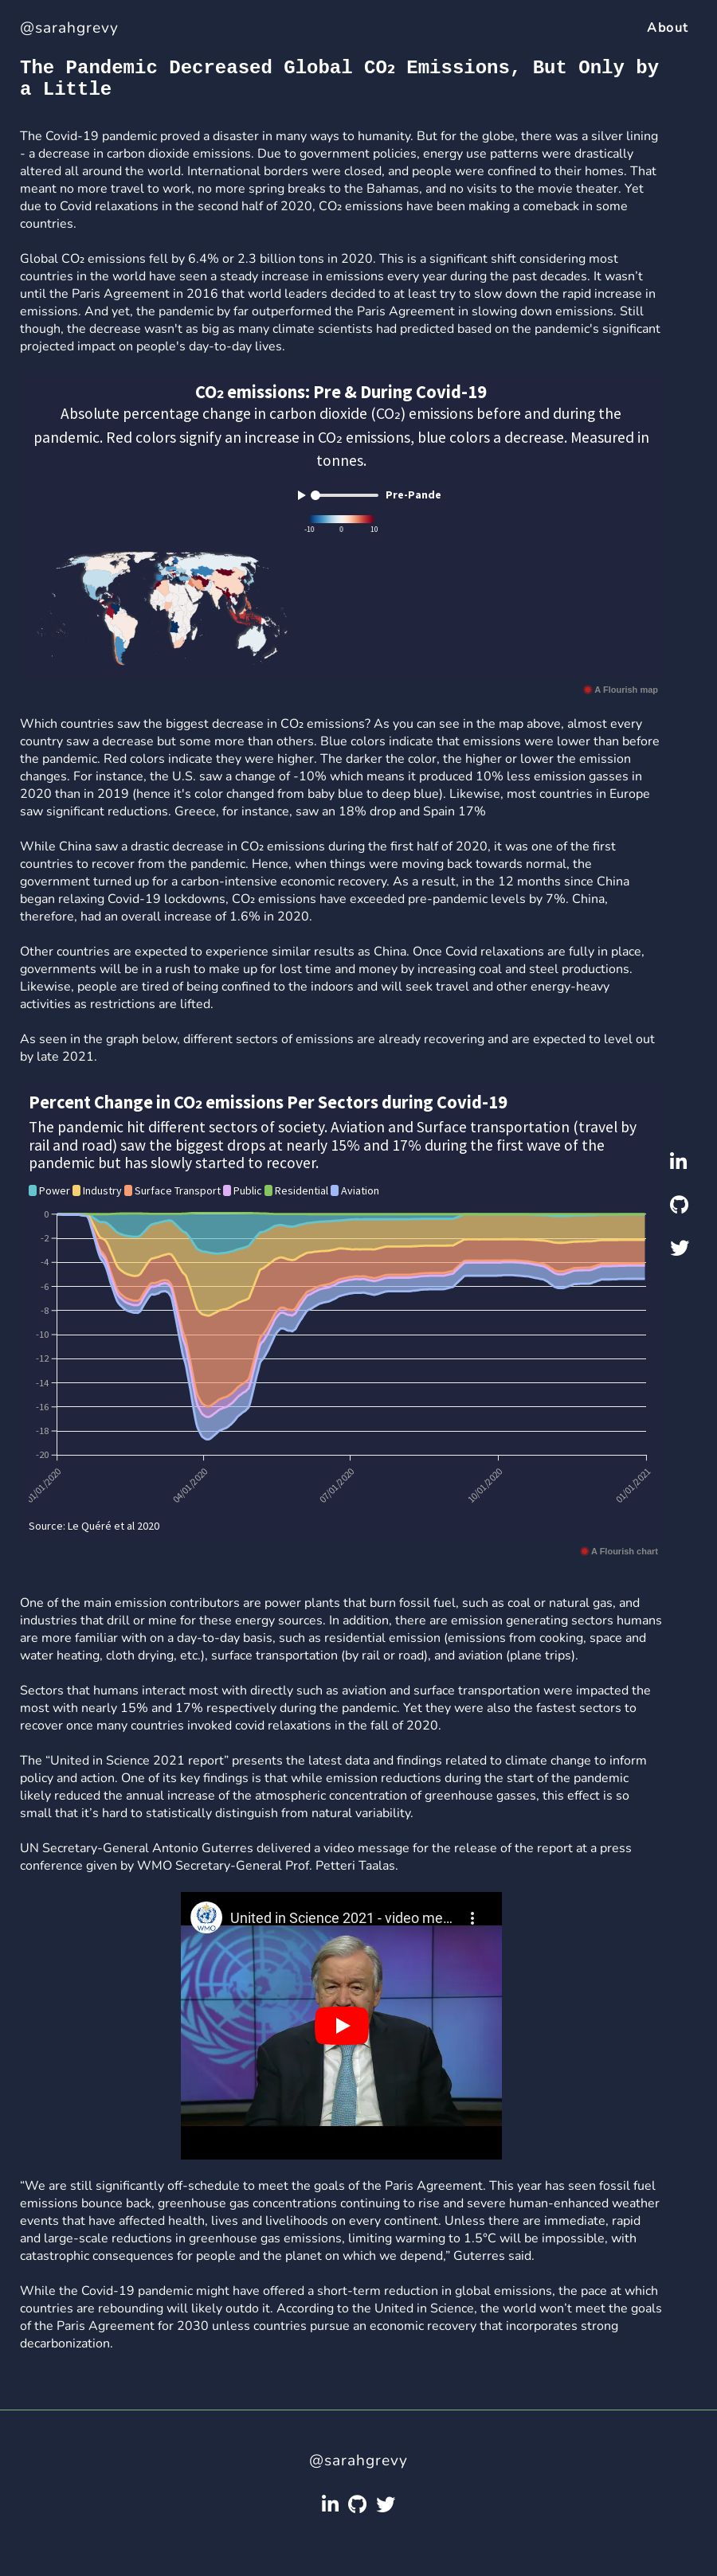 @sarahgrevy
About
The Pandemic Decreased Global CO₂ Emissions, But Only by
a Little
The Covid-19 pandemic proved a disaster in many ways to humanity. But for the globe, there was a silver lining
- a decrease in carbon dioxide emissions. Due to government policies, energy use patterns were drastically
altered all around the world. International borders were closed, and people were confined to their homes. That
meant no more travel to work, no more spring breaks to the Bahamas, and no visits to the movie theater. Yet
due to Covid relaxations in the second half of 2020, CO₂ emissions have been making a comeback in some
countries.
Global CO₂ emissions fell by 6.4% or 2.3 billion tons in 2020. This is a significant shift considering most
countries in the world have seen a steady increase in emissions every year during the past decades. It wasn’t
until the Paris Agreement in 2016 that world leaders decided to at least try to slow down the rapid increase in
emissions. And yet, the pandemic by far outperformed the Paris Agreement in slowing down emissions. Still
though, the decrease wasn't as big as many climate scientists had predicted based on the pandemic's significant
projected impact on people's day-to-day lives.
CO₂ emissions: Pre & During Covid-19
Absolute percentage change in carbon dioxide (CO₂) emissions before and during the
pandemic. Red colors signify an increase in CO₂ emissions, blue colors a decrease. Measured in
tonnes.
Pre-Pande
-10 0 10
A Flourish map
Which countries saw the biggest decrease in CO₂ emissions? As you can see in the map above, almost every
country saw a decrease but some more than others. Blue colors indicate that emissions were lower than before
the pandemic. Red colors indicate they were higher. The darker the color, the higher or lower the emission
changes. For instance, the U.S. saw a change of -10% which means it produced 10% less emission gasses in
2020 than in 2019 (hence it's color changed from baby blue to deep blue). Likewise, most countries in Europe
saw significant reductions. Greece, for instance, saw an 18% drop and Spain 17%
While China saw a drastic decrease in CO₂ emissions during the first half of 2020, it was one of the first
countries to recover from the pandemic. Hence, when things were moving back towards normal, the
government turned up for a carbon-intensive economic recovery. As a result, in the 12 months since China
began relaxing Covid-19 lockdowns, CO₂ emissions have exceeded pre-pandemic levels by 7%. China,
therefore, had an overall increase of 1.6% in 2020.
Other countries are expected to experience similar results as China. Once Covid relaxations are fully in place,
governments will be in a rush to make up for lost time and money by increasing coal and steel productions.
Likewise, people are tired of being confined to the indoors and will seek travel and other energy-heavy
activities as restrictions are lifted.
As seen in the graph below, different sectors of emissions are already recovering and are expected to level out
by late 2021.
Percent Change in CO₂ emissions Per Sectors during Covid-19
The pandemic hit different sectors of society. Aviation and Surface transportation (travel by
rail and road) saw the biggest drops at nearly 15% and 17% during the first wave of the
pandemic but has slowly started to recover.
Power Industry Surface Transport Public Residential Aviation
0
-2
-4
-6
-8
-10
-12
-14
-16
-18
-20
01/01/2020 04/01/2020 07/01/2020 10/01/2020 01/01/2021
Source: Le Quéré et al 2020
A Flourish chart
One of the main emission contributors are power plants that burn fossil fuel, such as coal or natural gas, and
industries that drill or mine for these energy sources. In addition, there are emission generating sectors humans
are more familiar with on a day-to-day basis, such as residential emission (emissions from cooking, space and
water heating, cloth drying, etc.), surface transportation (by rail or road), and aviation (plane trips).
Sectors that humans interact most with directly such as aviation and surface transportation were impacted the
most with nearly 15% and 17% respectively during the pandemic. Yet they were also the fastest sectors to
recover once many countries invoked covid relaxations in the fall of 2020.
The “United in Science 2021 report” presents the latest data and findings related to climate change to inform
policy and action. One of its key findings is that while emission reductions during the start of the pandemic
likely reduced the annual increase of the atmospheric concentration of greenhouse gasses, this effect is so
small that it’s hard to statistically distinguish from natural variability.
UN Secretary-General Antonio Guterres delivered a video message for the release of the report at a press
conference given by WMO Secretary-General Prof. Petteri Taalas.
WMO
United in Science 2021 - video me...
“We are still significantly off-schedule to meet the goals of the Paris Agreement. This year has seen fossil fuel
emissions bounce back, greenhouse gas concentrations continuing to rise and severe human-enhanced weather
events that have affected health, lives and livelihoods on every continent. Unless there are immediate, rapid
and large-scale reductions in greenhouse gas emissions, limiting warming to 1.5°C will be impossible, with
catastrophic consequences for people and the planet on which we depend,” Guterres said.
While the Covid-19 pandemic might have offered a short-term reduction in global emissions, the pace at which
countries are rebounding will likely outdo it. According to the United in Science, the world won’t meet the goals
of the Paris Agreement for 2030 unless countries pursue an economic recovery that incorporates strong
decarbonization.
@sarahgrevy